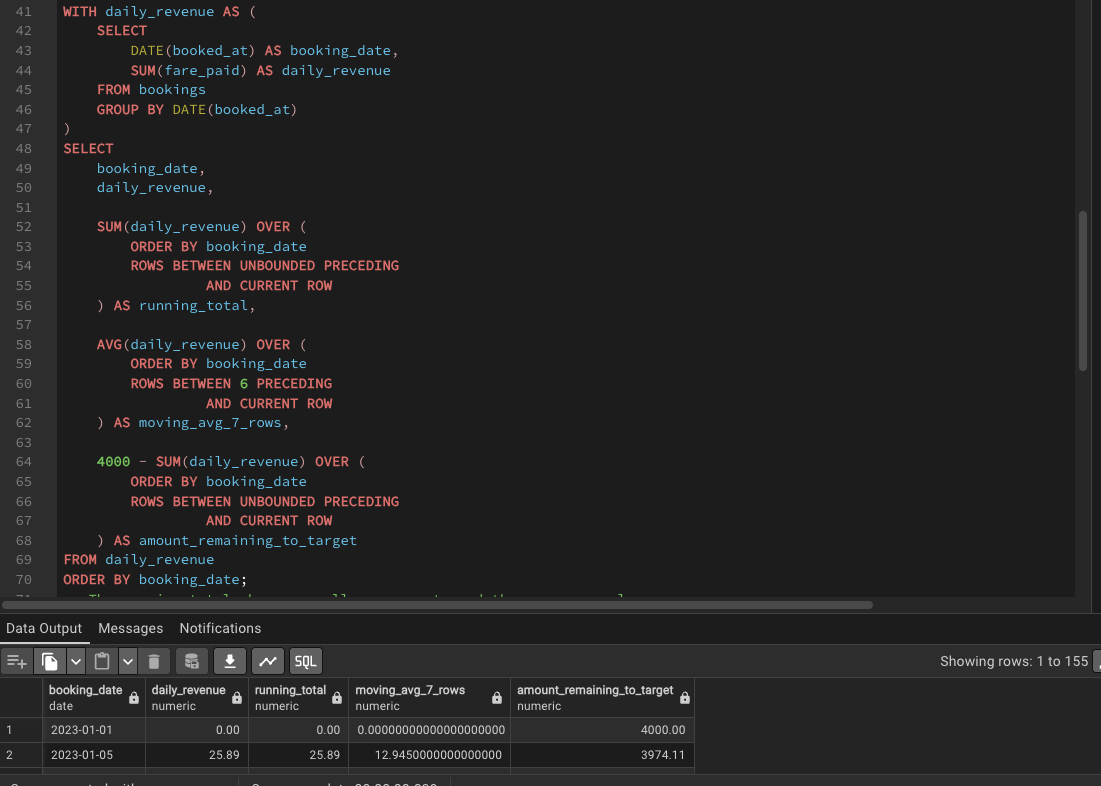 41 WITH daily_revenue AS (
42 SELECT
43 DATE(booked_at) AS booking_date,
44 SUM(fare_paid) AS daily_revenue
45 FROM bookings
46 GROUP BY DATE(booked_at)
47 )
48 SELECT
49 booking_date,
50 daily_revenue,
51
52 SUM(daily_revenue) OVER (
53 ORDER BY booking_date
54 ROWS BETWEEN UNBOUNDED PRECEDING
55 AND CURRENT ROW
56 ) AS running_total,
57
58 AVG(daily_revenue) OVER (
59 ORDER BY booking_date
60 ROWS BETWEEN 6 PRECEDING
61 AND CURRENT ROW
62 ) AS moving_avg_7_rows,
63
64 4000 - SUM(daily_revenue) OVER (
65 ORDER BY booking_date
66 ROWS BETWEEN UNBOUNDED PRECEDING
67 AND CURRENT ROW
68 ) AS amount_remaining_to_target
69 FROM daily_revenue
70 ORDER BY booking_date;
Data Output Messages Notifications
SQL Showing rows: 1 to 155
booking_date daily_revenue running_total moving_avg_7_rows amount_remaining_to_target
date numeric numeric numeric numeric
1 2023-01-01 0.00 0.00 0.00000000000000000000 4000.00
2 2023-01-05 25.89 25.89 12.9450000000000000 3974.11